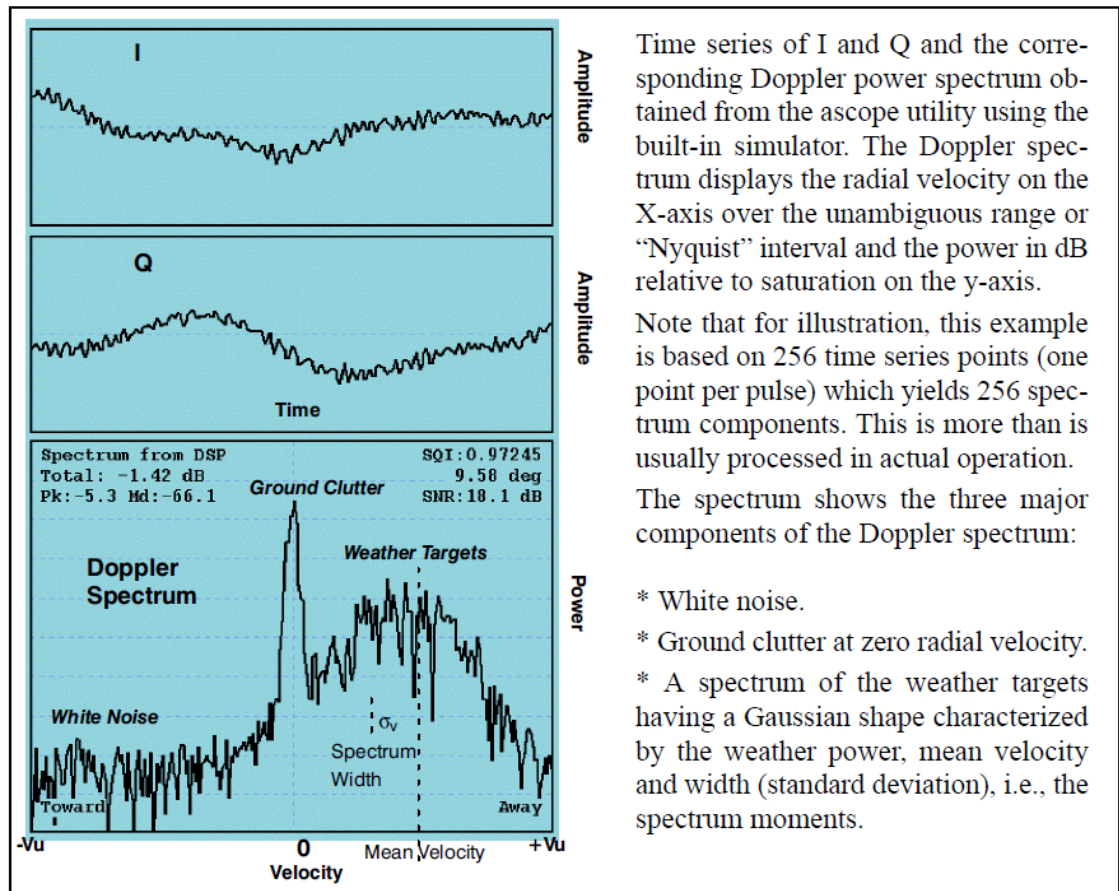 I
Amplitude
Q
Amplitude
Time
Spectrum from DSP
SQI:0.97245
Total: -1.42 dB
9.58 deg
Pk:-5.3 Md:-66.1
SNR:18.1 dB
Ground Clutter
Weather Targets
Doppler
Spectrum
Power
White Noise
σv
Spectrum
Width
Toward
Away
-Vu
0
Mean Velocity
+Vu
Velocity
Time series of I and Q and the corre-
sponding Doppler power spectrum ob-
tained from the ascope utility using the
built-in simulator. The Doppler spec-
trum displays the radial velocity on the
X-axis over the unambiguous range or
“Nyquist” interval and the power in dB
relative to saturation on the y-axis.
Note that for illustration, this example
is based on 256 time series points (one
point per pulse) which yields 256 spec-
trum components. This is more than is
usually processed in actual operation.
The spectrum shows the three major
components of the Doppler spectrum:
* White noise.
* Ground clutter at zero radial velocity.
* A spectrum of the weather targets
having a Gaussian shape characterized
by the weather power, mean velocity
and width (standard deviation), i.e., the
spectrum moments.